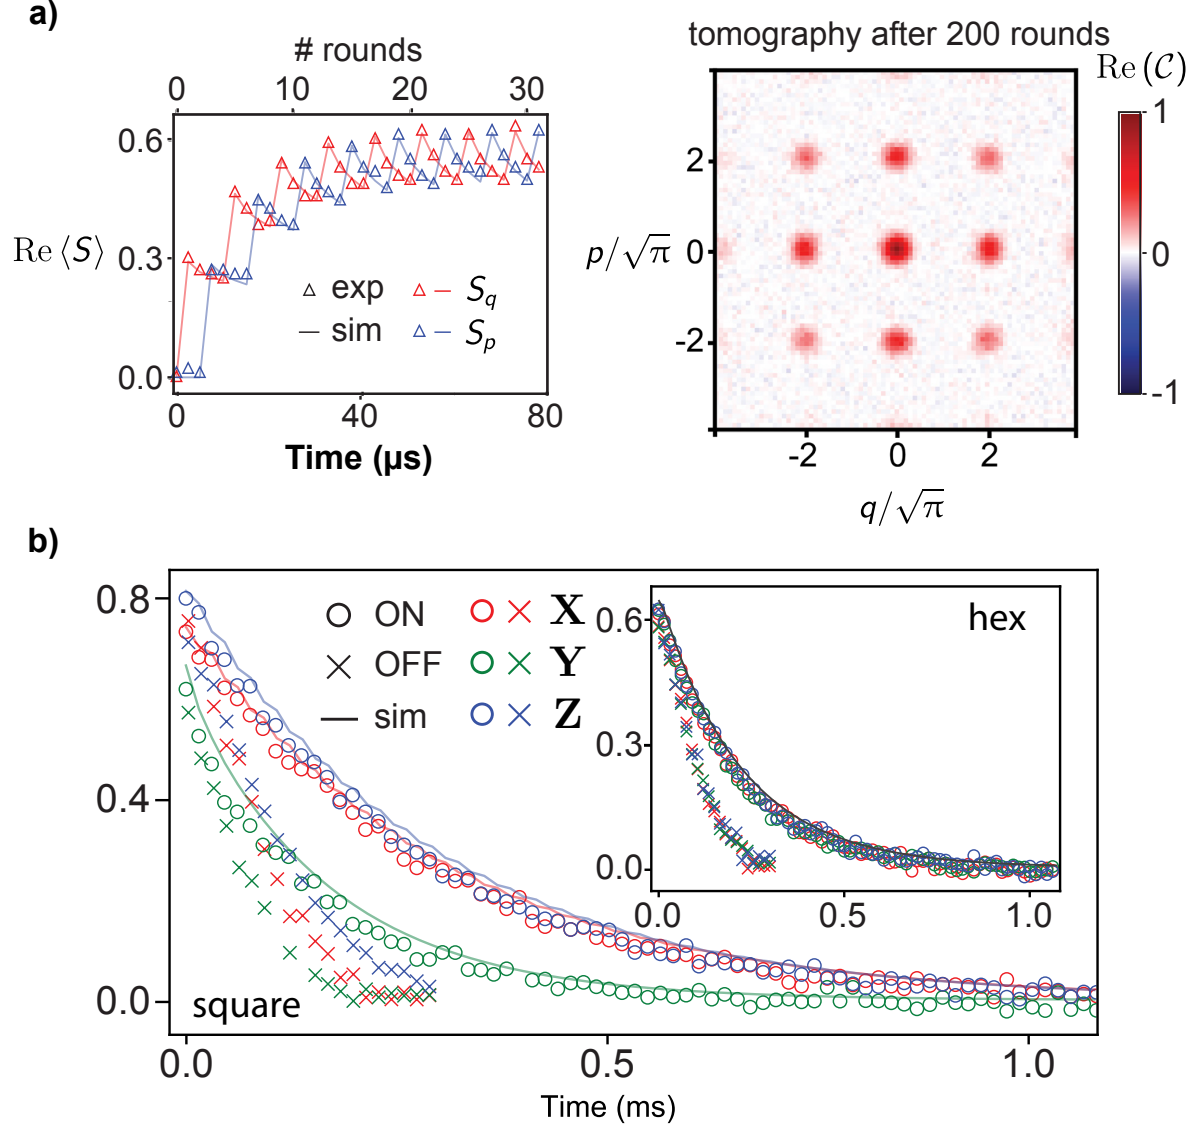 a)
# rounds
0 10 20 30
Re ⟨S⟩
0.6
0.3
0.0
exp
sim
S_q
S_p
0 40 80
Time (µs)
tomography after 200 rounds
Re (𝒞)
1
0
-1
p/√π
2
0
-2
-2 0 2
q/√π
b)
0.8
0.4
0.0
ON
OFF
sim
X
Y
Z
square
0.0 0.5 1.0
Time (ms)
hex
0.6
0.3
0.0
0.0 0.5 1.0